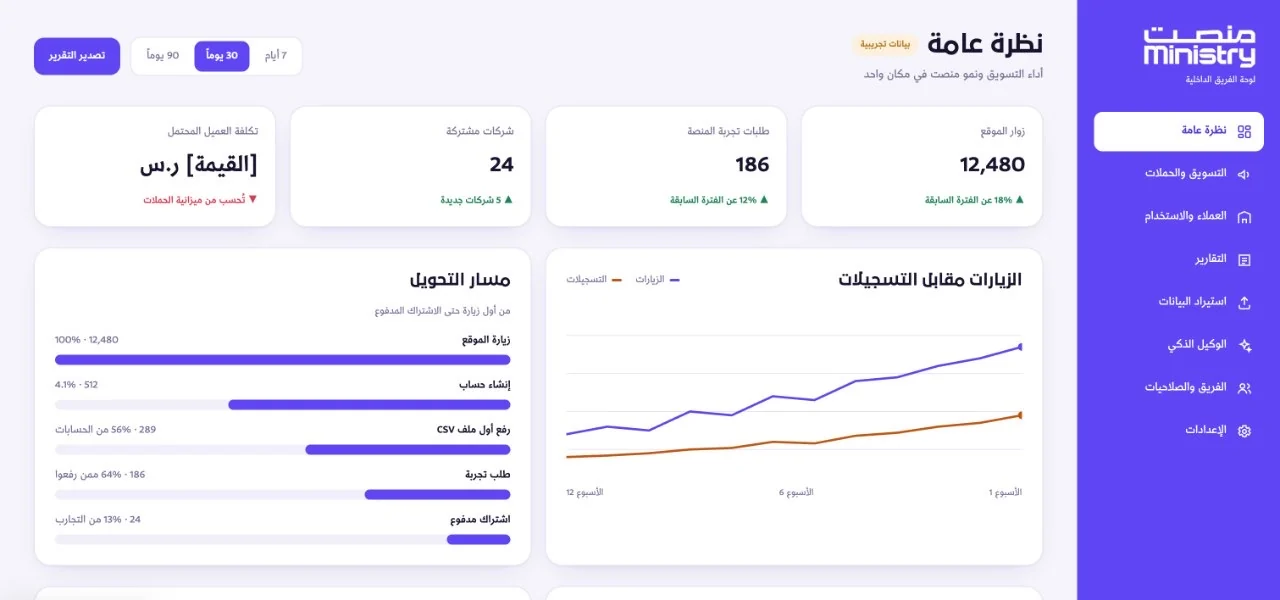 منصت
Ministry
لوحة الفريق الداخلية
نظرة عامة
التسويق والحملات
العملاء والاستخدام
التقارير
استيراد البيانات
الوكيل الذكي
الفريق والصلاحيات
الإعدادات
نظرة عامة بيانات تجريبية
أداء التسويق ونمو منصت في مكان واحد
7 أيام 30 يوماً 90 يوماً
تصدير التقرير
زوار الموقع
12,480
▲ 18% عن الفترة السابقة
طلبات تجربة المنصة
186
▲ 12% عن الفترة السابقة
شركات مشتركة
24
▲ 5 شركات جديدة
تكلفة العميل المحتمل
[القيمة] ر.س
▼ تُحسب من ميزانية الحملات
الزيارات مقابل التسجيلات
الزيارات التسجيلات
الأسبوع 1 الأسبوع 6 الأسبوع 12
مسار التحويل
من أول زيارة حتى الاشتراك المدفوع
زيارة الموقع 12,480 · 100%
إنشاء حساب 512 · 4.1%
رفع أول ملف CSV 289 · 56% من الحسابات
طلب تجربة 186 · 64% ممن رفعوا
اشتراك مدفوع 24 · 13% من التجارب